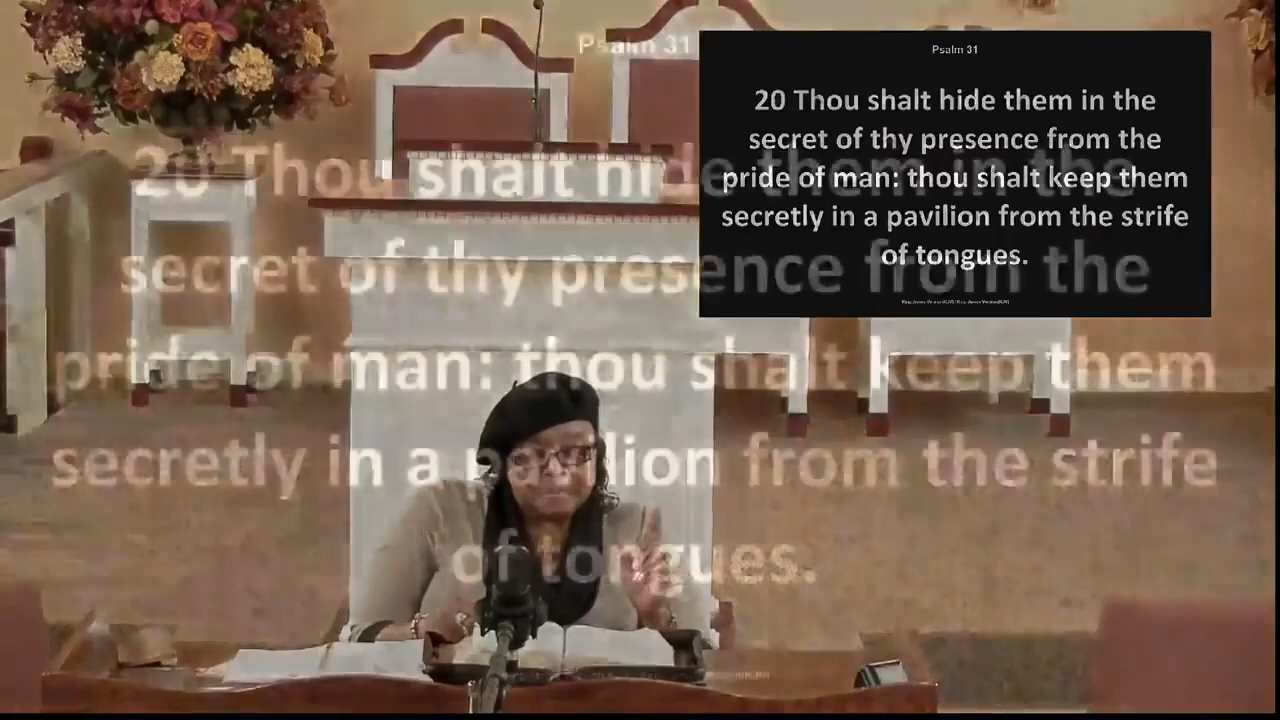 Psalm 31
Psalm 31
20 Thou shalt hide them in the
secret of thy presence from the
pride of man: thou shalt keep them
secretly in a pavilion from the strife
of tongues.
20 Thou shalt hide them in the
secret of thy presence from the
pride of man: thou shalt keep them
secretly in a pavilion from the strife
of tongues.